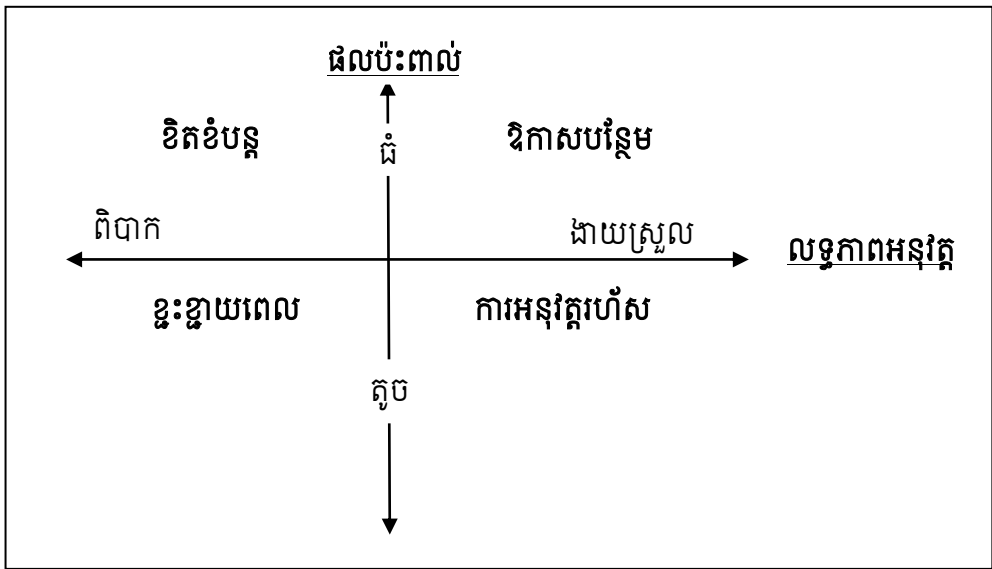 ផលប៉ះពាល់
ខិតខំបន្ត
ធំ
ឱកាសបន្ថែម
ពិបាក
ងាយស្រួល
លទ្ធភាពអនុវត្ត
ខ្ជះខ្ជាយពេល
ការអនុវត្តរហ័ស
តូច